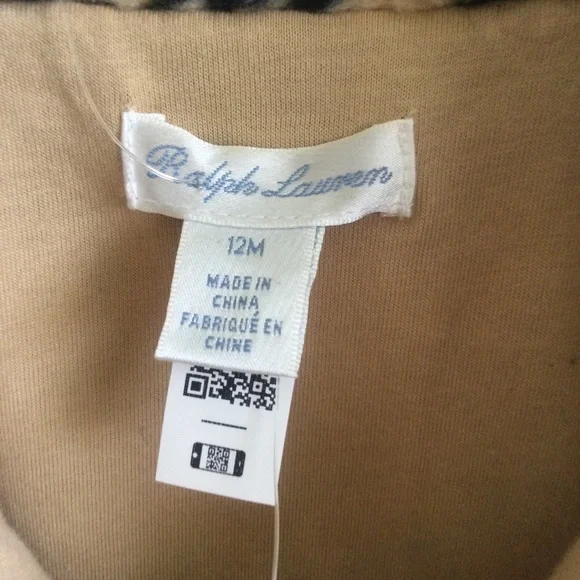 Ralph Lauren
12M
MADE IN
CHINA
FABRIQUÉ EN
CHINE